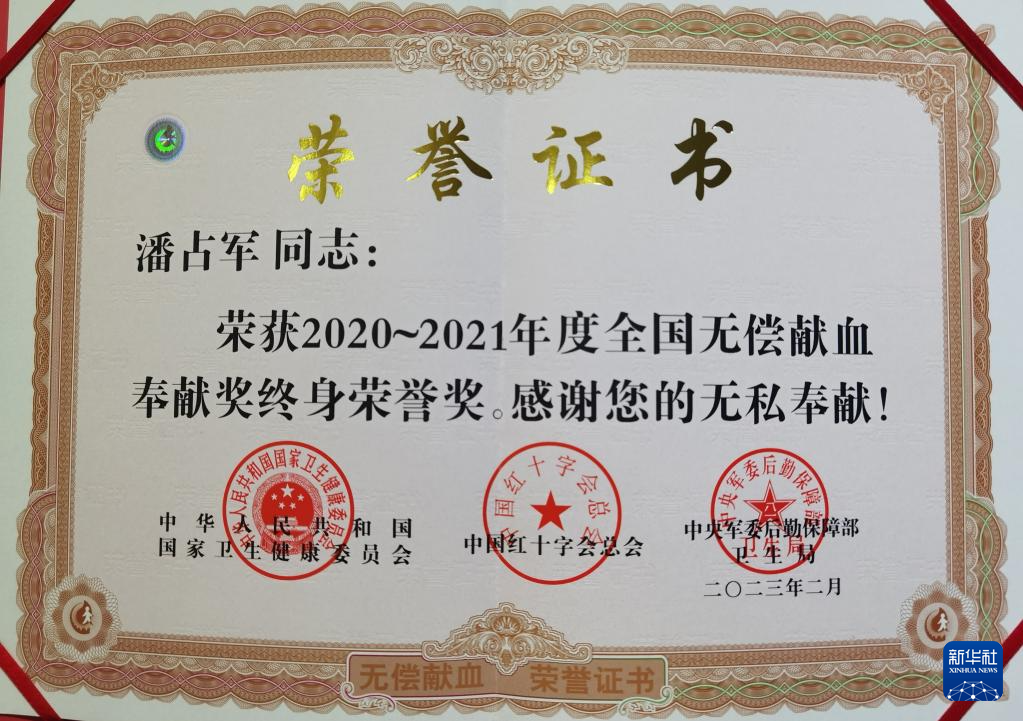 荣誉证书
潘占军 同志：
荣获2020~2021年度全国无偿献血
奉献奖终身荣誉奖。感谢您的无私奉献！
中华人民共和国国家卫生健康委员会
中华人民共和国
国家卫生健康委员会
中国红十字会总会
中国红十字会总会
中央军委后勤保障部
卫生局
中央军委后勤保障部
卫生局
二〇二三年二月
无偿献血 荣誉证书
新华社
XINHUA NEWS